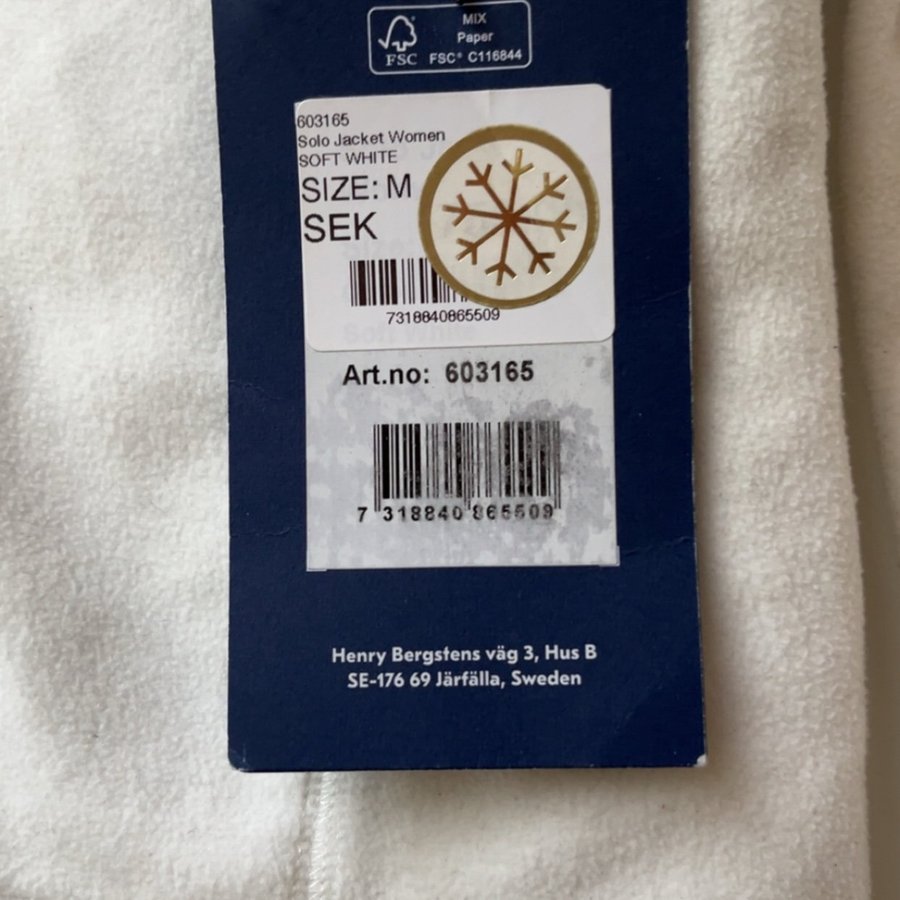 MIX
Paper
FSC
FSC® C116844
603165
Solo Jacket Women
SOFT WHITE
SIZE: M
SEK
7318840865509
Art.no: 603165
7 318840 865509
Henry Bergstens väg 3, Hus B
SE-176 69 Järfälla, Sweden